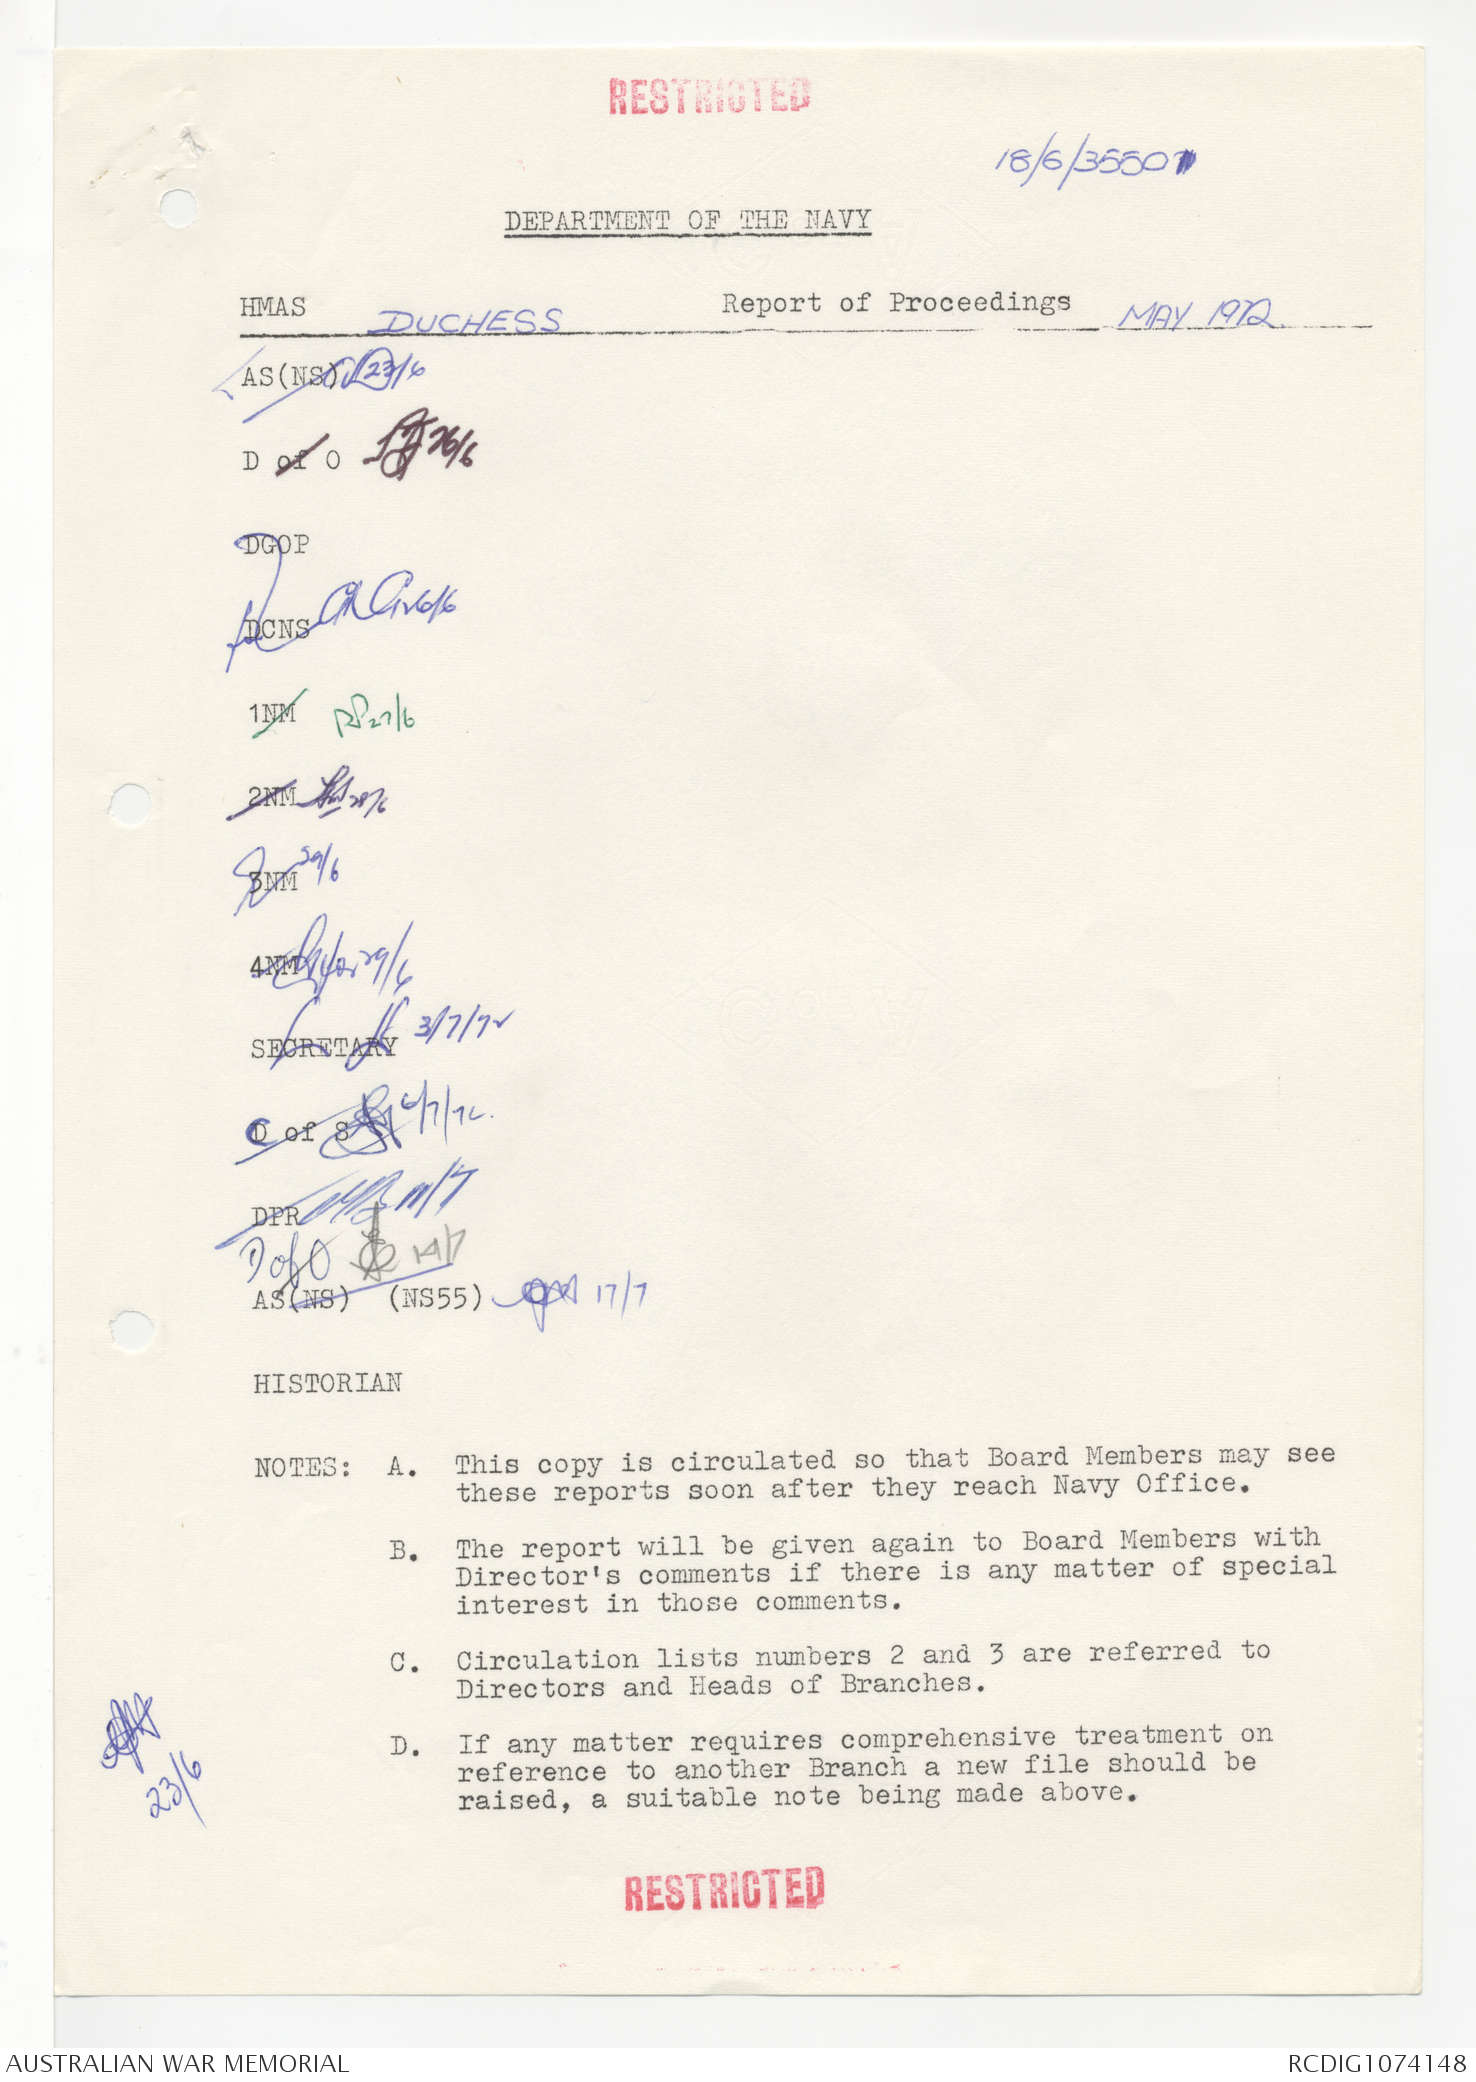 RESTRICTED
18/6/3550
DEPARTMENT OF THE NAVY
HMAS DUCHESS Report of Proceedings MAY 1972
AS(NS) 23/6
D of O 26/6
DGOP
DCNS 26/6
1NM 27/6
2NM 28/6
3NM 29/6
4NM 29/6
SECRETARY 3/7/72
D of S 6/7/72.
DPR 11/7
D of O 14/7
AS(NS) (NS55) 17/7
HISTORIAN
NOTES: A. This copy is circulated so that Board Members may see
these reports soon after they reach Navy Office.
B. The report will be given again to Board Members with
Director's comments if there is any matter of special
interest in those comments.
C. Circulation lists numbers 2 and 3 are referred to
Directors and Heads of Branches.
D. If any matter requires comprehensive treatment on
reference to another Branch a new file should be
raised, a suitable note being made above.
23/6
RESTRICTED
AUSTRALIAN WAR MEMORIAL
RCDIG1074148